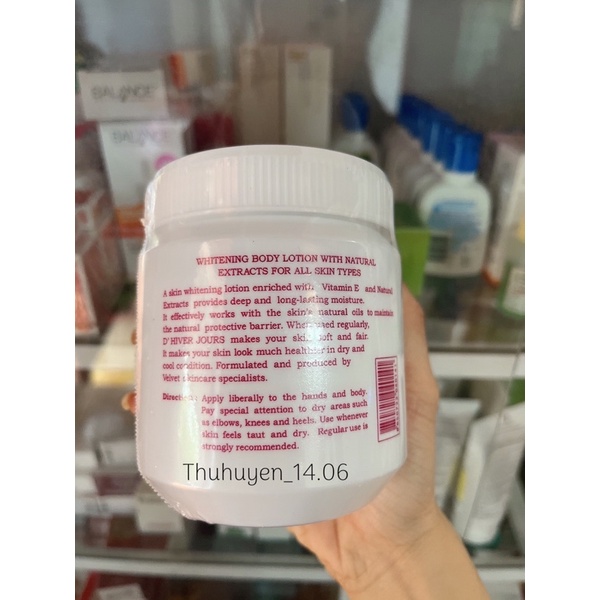 BALANCE
BALANCE
WHITENING BODY LOTION WITH NATURAL
EXTRACTS FOR ALL SKIN TYPES
A skin whitening lotion enriched with Vitamin E and Natural
Extracts provides deep and long-lasting moisture.
It effectively works with the skin's natural oils to maintain
the natural protective barrier. When used regularly,
D'HIVER JOURS makes your skin soft and fair.
It makes your skin look much healthier in dry and
cool condition. Formulated and produced by
Velvet skincare specialists.
Direction: Apply liberally to the hands and body.
Pay special attention to dry areas such
as elbows, knees and heels. Use whenever
skin feels taut and dry. Regular use is
strongly recommended.
Thuhuyen_14.06